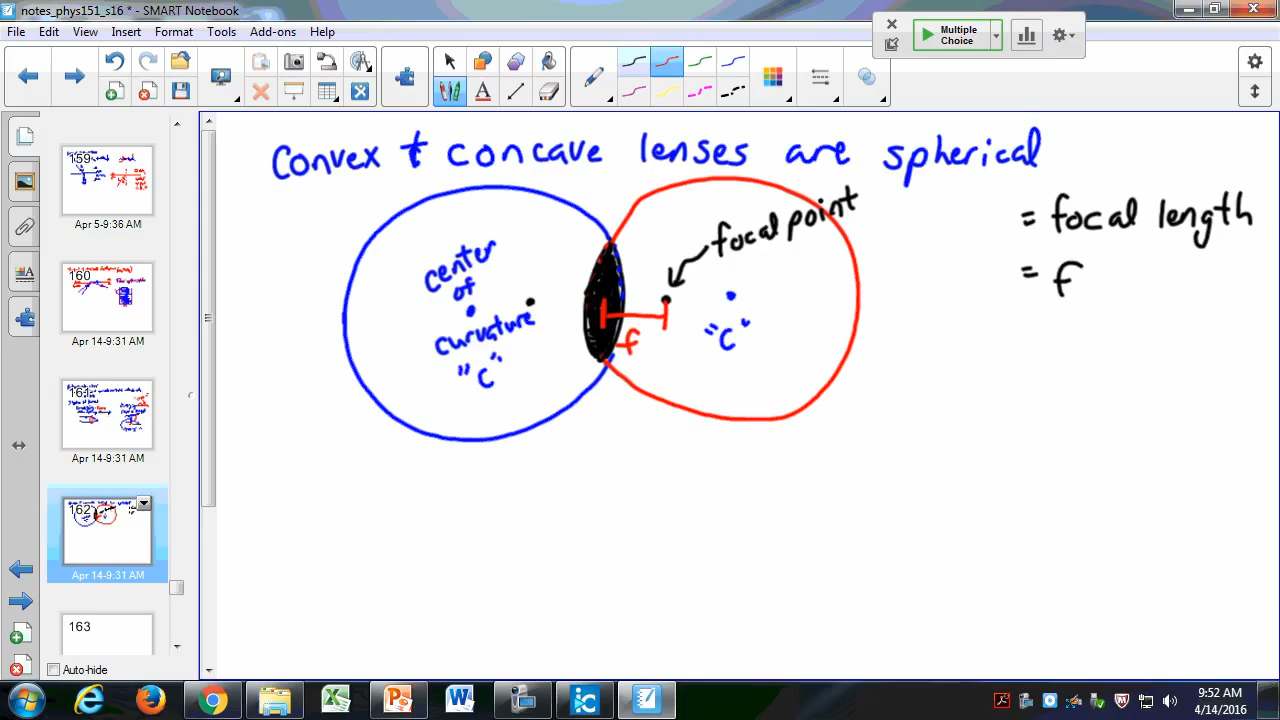 notes_phys151_s16 * - SMART Notebook
File Edit View Insert Format Tools Add-ons Help
Multiple Choice
159
Apr 5-9:36 AM
160
Apr 14-9:31 AM
161
Apr 14-9:31 AM
162
Apr 14-9:31 AM
163
Auto-hide
Convex + concave lenses are spherical
center
of
curvature
"C"
focal point
f
"C"
= focal length
= f
9:52 AM
4/14/2016